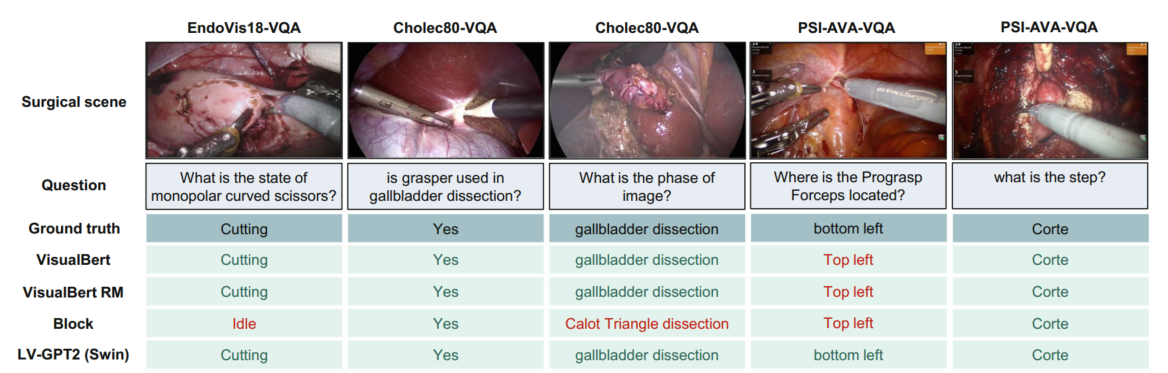 EndoVis18-VQA Cholec80-VQA Cholec80-VQA PSI-AVA-VQA PSI-AVA-VQA
Surgical scene
Question
What is the state of
monopolar curved scissors?
is grasper used in
gallbladder dissection?
What is the phase of
image?
Where is the Prograsp
Forceps located?
what is the step?
Ground truth Cutting Yes gallbladder dissection bottom left Corte
VisualBert Cutting Yes gallbladder dissection Top left Corte
VisualBert RM Cutting Yes gallbladder dissection Top left Corte
Block Idle Yes Calot Triangle dissection Top left Corte
LV-GPT2 (Swin) Cutting Yes gallbladder dissection bottom left Corte